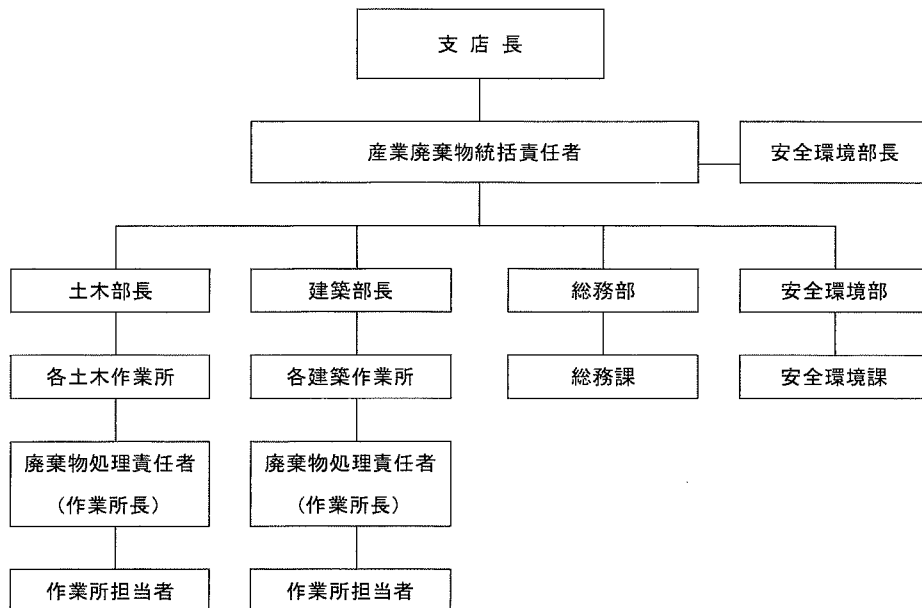 支店長
産業廃棄物統括責任者
安全環境部長
土木部長
建築部長
総務部
安全環境部
各土木作業所
各建築作業所
総務課
安全環境課
廃棄物処理責任者
(作業所長)
廃棄物処理責任者
(作業所長)
作業所担当者
作業所担当者